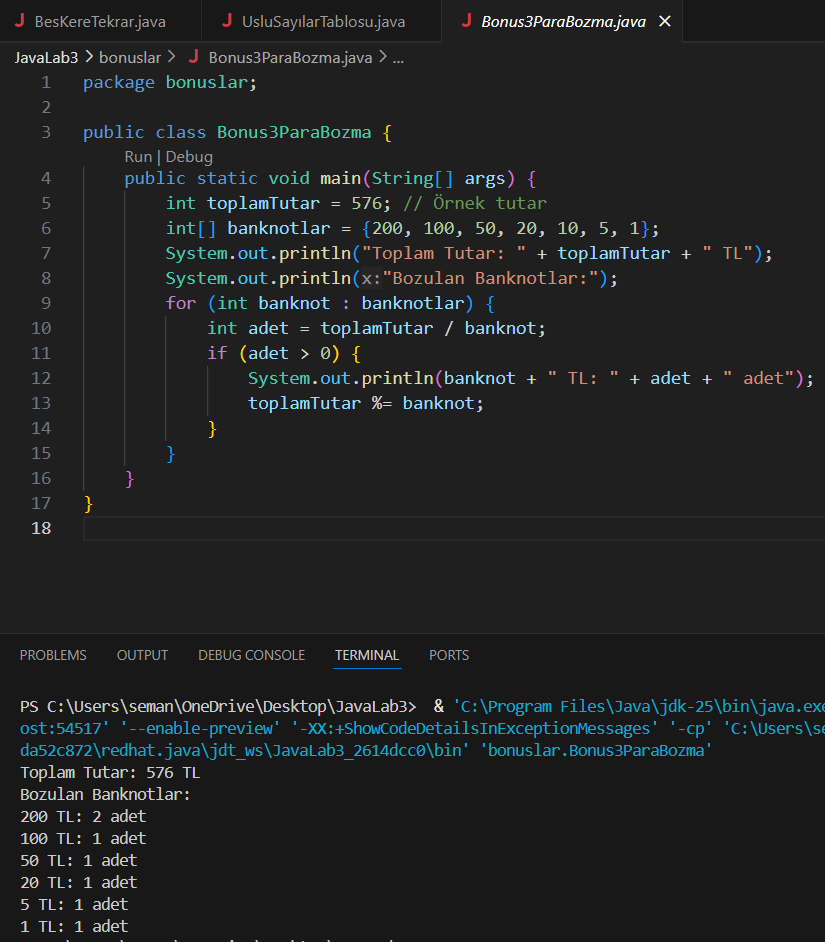 BesKereTekrar.java
UsluSayılarTablosu.java
Bonus3ParaBozma.java
JavaLab3 > bonuslar > Bonus3ParaBozma.java > ...
1 package bonuslar;
2
3 public class Bonus3ParaBozma {
Run | Debug
4 public static void main(String[] args) {
5 int toplamTutar = 576; // Örnek tutar
6 int[] banknotlar = {200, 100, 50, 20, 10, 5, 1};
7 System.out.println("Toplam Tutar: " + toplamTutar + " TL");
8 System.out.println(x:"Bozulan Banknotlar:");
9 for (int banknot : banknotlar) {
10 int adet = toplamTutar / banknot;
11 if (adet > 0) {
12 System.out.println(banknot + " TL: " + adet + " adet");
13 toplamTutar %= banknot;
14 }
15 }
16 }
17 }
18
PROBLEMS OUTPUT DEBUG CONSOLE TERMINAL PORTS
PS C:\Users\seman\OneDrive\Desktop\JavaLab3> & 'C:\Program Files\Java\jdk-25\bin\java.exe
ost:54517' '--enable-preview' '-XX:+ShowCodeDetailsInExceptionMessages' '-cp' 'C:\Users\se
da52c872\redhat.java\jdt_ws\JavaLab3_2614dcc0\bin' 'bonuslar.Bonus3ParaBozma'
Toplam Tutar: 576 TL
Bozulan Banknotlar:
200 TL: 2 adet
100 TL: 1 adet
50 TL: 1 adet
20 TL: 1 adet
5 TL: 1 adet
1 TL: 1 adet